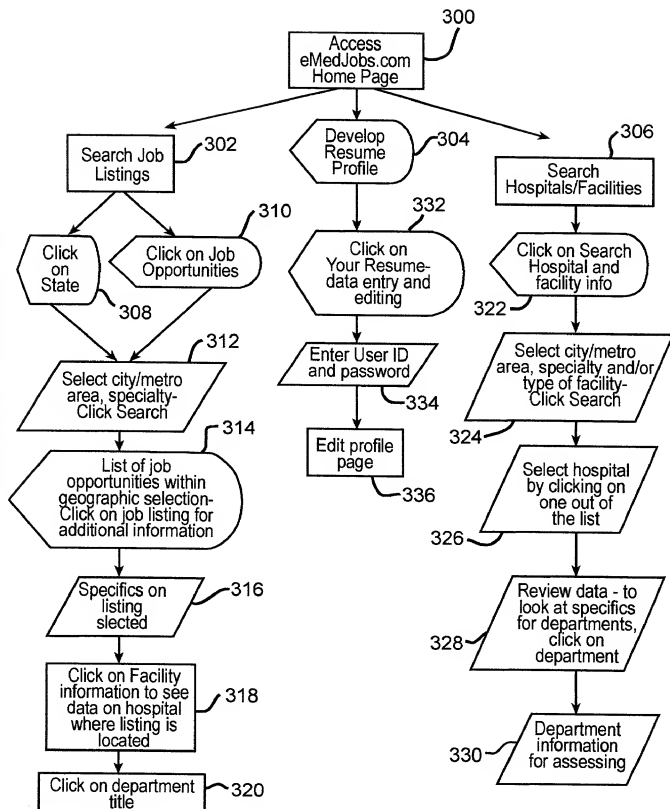 300
Access
eMedJobs.com
Home Page
302
Search Job
Listings
304
Develop
Resume
Profile
306
Search
Hospitals/Facilities
308
Click
on
State
310
Click on Job
Opportunities
332
Click on
Your Resume-
data entry and
editing
Click on Search
Hospital and
facility info
322
312
Select city/metro
area, specialty-
Click Search
Enter User ID
and password
334
Select city/metro
area, specialty and/or
type of facility-
Click Search
324
314
List of job
opportunities within
geographic selection-
Click on job listing for
additional information
Edit profile
page
336
Select hospital
by clicking on
one out of
the list
326
Specifics on
listing
slected
316
Review data - to
look at specifics
for departments,
click on
department
328
Click on Facility
information to see
data on hospital
where listing is
located
318
Department
information
for assessing
330
Click on department
title
320